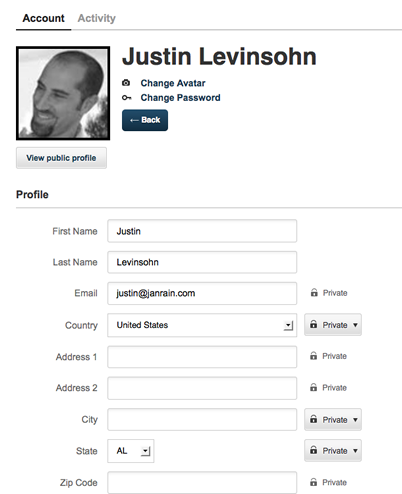 Account Activity
Justin Levinsohn
Change Avatar
Change Password
← Back
View public profile
Profile
First Name Justin
Last Name Levinsohn
Email justin@janrain.com Private
Country United States Private
Address 1 Private
Address 2 Private
City Private
State AL Private
Zip Code Private